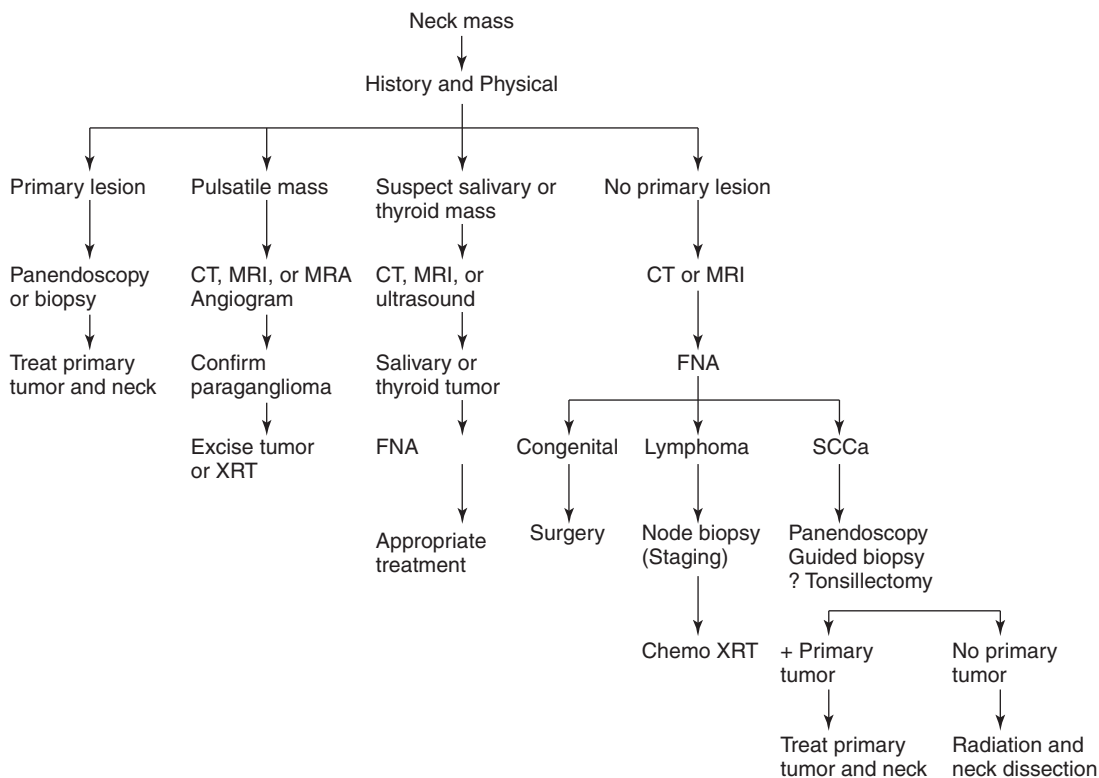 Neck mass
History and Physical
Primary lesion
Pulsatile mass
Suspect salivary or
thyroid mass
No primary lesion
Panendoscopy
or biopsy
CT, MRI, or MRA
Angiogram
CT, MRI, or
ultrasound
CT or MRI
Treat primary
tumor and neck
Confirm
paraganglioma
Salivary or
thyroid tumor
FNA
Excise tumor
or XRT
FNA
Congenital
Lymphoma
SCCa
Appropriate
treatment
Surgery
Node biopsy
(Staging)
Panendoscopy
Guided biopsy
? Tonsillectomy
Chemo XRT
+ Primary
tumor
No primary
tumor
Treat primary
tumor and neck
Radiation and
neck dissection